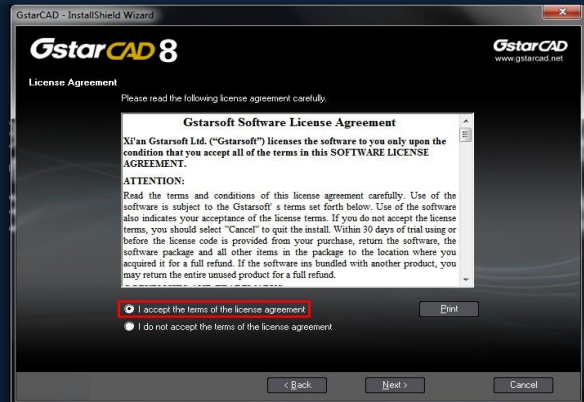 GstarCAD - InstallShield Wizard
GstarCAD 8
GstarCAD
www.gstarcad.net
License Agreement
Please read the following license agreement carefully.
Gstarsoft Software License Agreement
Xi'an Gstarsoft Ltd. ("Gstarsoft") licenses the software to you only upon the
condition that you accept all of the terms in this SOFTWARE LICENSE
AGREEMENT.
ATTENTION:
Read the terms and conditions of this license agreement carefully. Use of the
software is subject to the Gstarsoft' s terms set forth below. Use of the software
also indicates your acceptance of the license terms. If you do not accept the license
terms, you should select "Cancel" to quit the install. Within 30 days of trial using or
before the license code is provided from your purchase, return the software, the
software package and all other items in the package to the location where you
acquired it for a full refund. If the software ins bundled with another product, you
may return the entire unused product for a full refund.
I accept the terms of the license agreement
Print
I do not accept the terms of the license agreement
< Back
Next >
Cancel